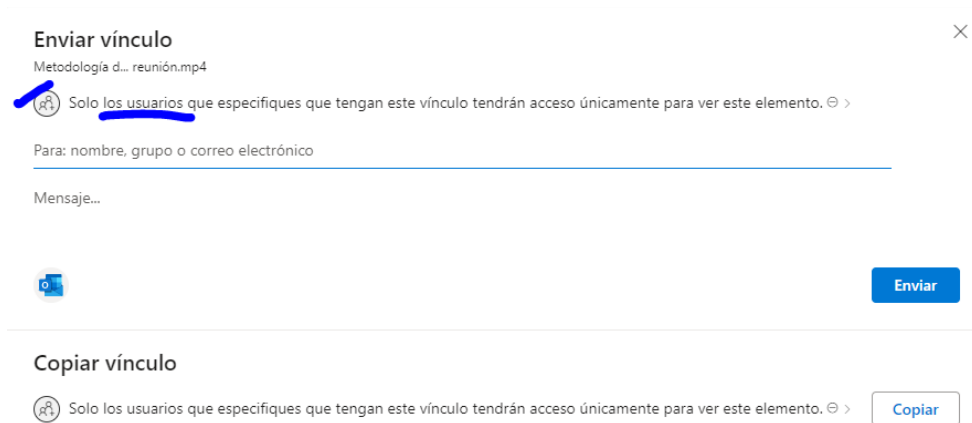 Enviar vínculo
Metodología d... reunión.mp4
Solo los usuarios que especifiques que tengan este vínculo tendrán acceso únicamente para ver este elemento.
Para: nombre, grupo o correo electrónico
Mensaje...
Enviar
Copiar vínculo
Solo los usuarios que especifiques que tengan este vínculo tendrán acceso únicamente para ver este elemento.
Copiar